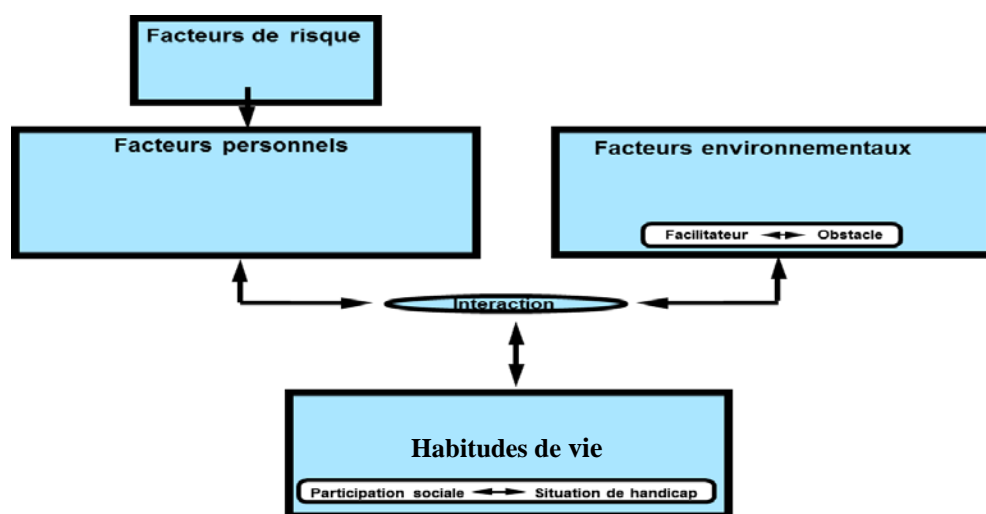 Facteurs de risque
Facteurs personnels
Facteurs environnementaux
Facilitateur Obstacle
Interaction
Habitudes de vie
Participation sociale Situation de handicap